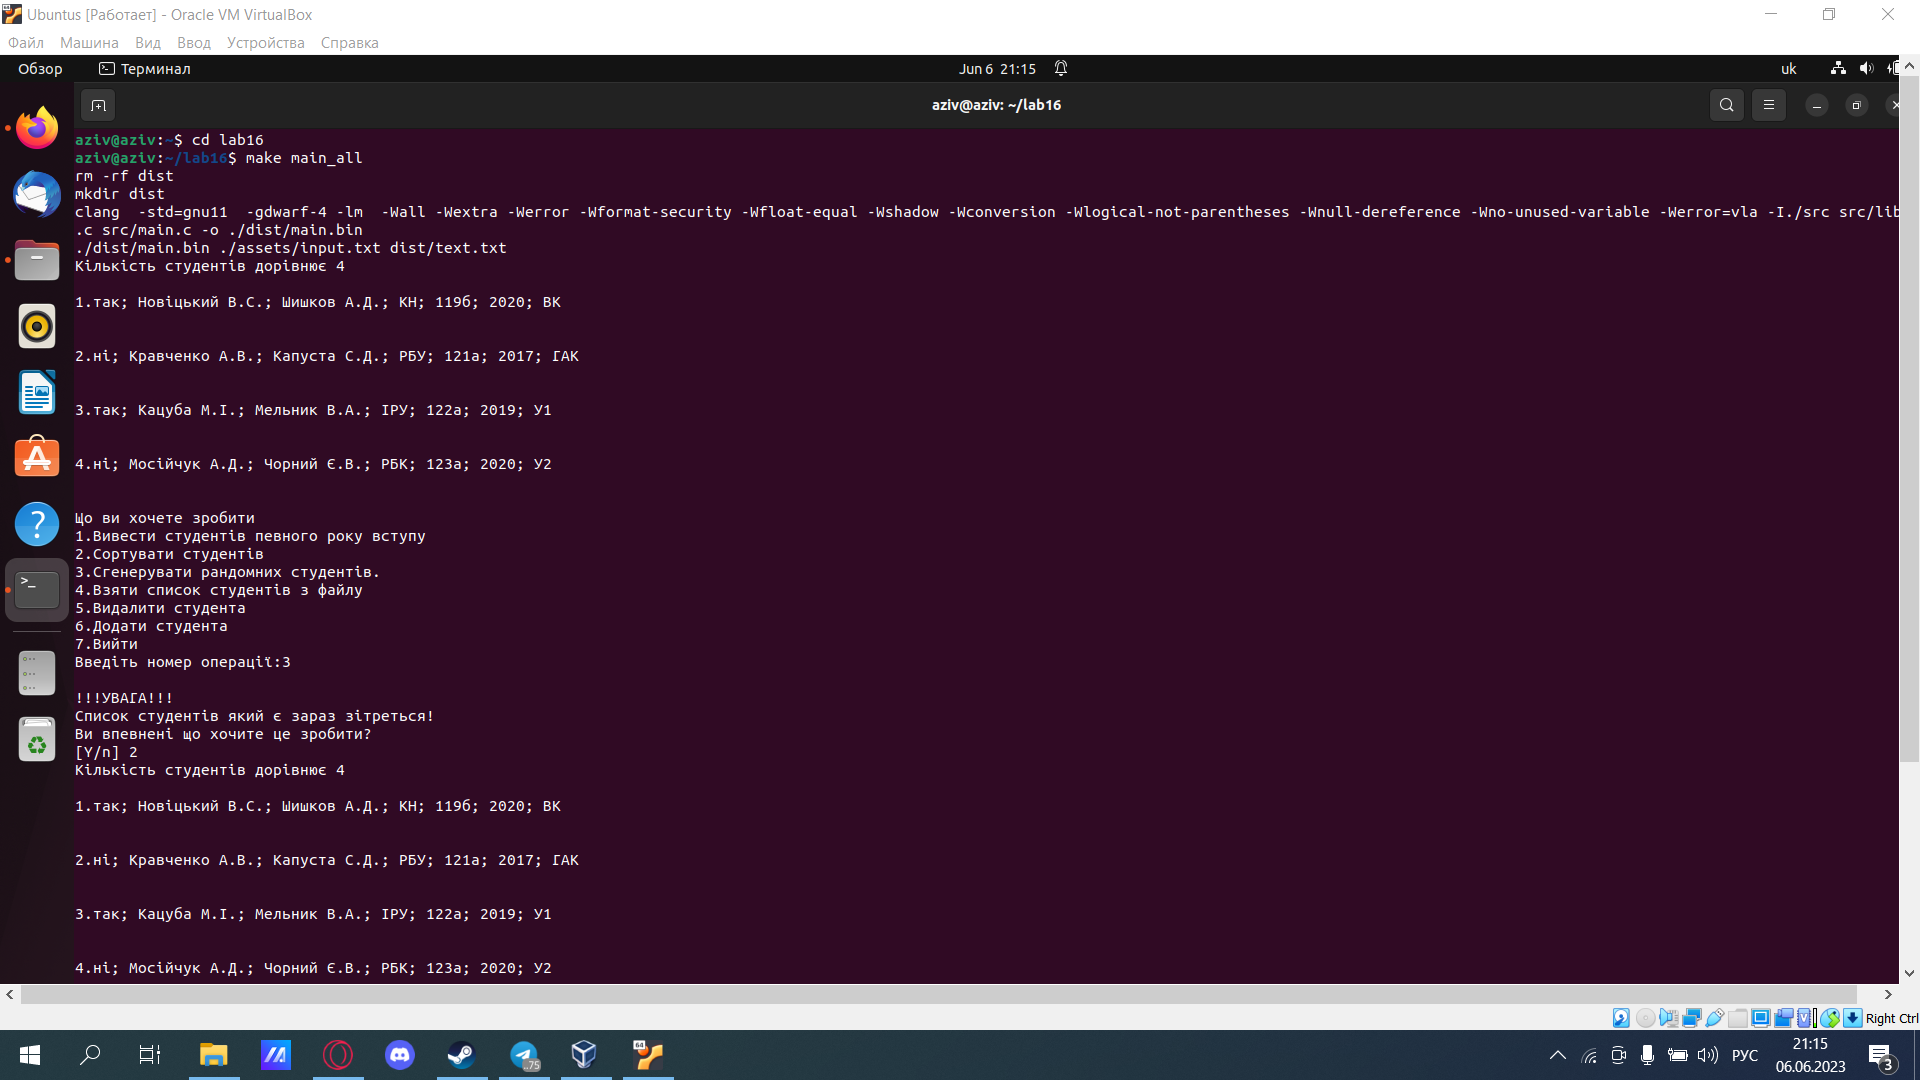 Ubuntus [Работает] - Oracle VM VirtualBox
Файл Машина Вид Ввод Устройства Справка
Обзор Терминал Jun 6 21:15 uk
aziv@aziv: ~/lab16
aziv@aziv:~$ cd lab16
aziv@aziv:~/lab16$ make main_all
rm -rf dist
mkdir dist
clang  -std=gnu11  -gdwarf-4 -lm  -Wall -Wextra -Werror -Wformat-security -Wfloat-equal -Wshadow -Wconversion -Wlogical-not-parentheses -Wnull-dereference -Wno-unused-variable -Werror=vla -I./src src/lib
.c src/main.c -o ./dist/main.bin
./dist/main.bin ./assets/input.txt dist/text.txt
Кількість студентів дорівнює 4
1.так; Новіцький В.С.; Шишков А.Д.; КН; 119б; 2020; ВК
2.ні; Кравченко А.В.; Капуста С.Д.; РБУ; 121а; 2017; ГАК
3.так; Кацуба М.І.; Мельник В.А.; ІРУ; 122а; 2019; У1
4.ні; Мосійчук А.Д.; Чорний Є.В.; РБК; 123а; 2020; У2
Що ви хочете зробити
1.Вивести студентів певного року вступу
2.Сортувати студентів
3.Сгенерувати рандомних студентів.
4.Взяти список студентів з файлу
5.Видалити студента
6.Додати студента
7.Вийти
Введіть номер операції:3
!!!УВАГА!!!
Список студентів який є зараз зітреться!
Ви впевнені що хочите це зробити?
[Y/n] 2
Кількість студентів дорівнює 4
1.так; Новіцький В.С.; Шишков А.Д.; КН; 119б; 2020; ВК
2.ні; Кравченко А.В.; Капуста С.Д.; РБУ; 121а; 2017; ГАК
3.так; Кацуба М.І.; Мельник В.А.; ІРУ; 122а; 2019; У1
4.ні; Мосійчук А.Д.; Чорний Є.В.; РБК; 123а; 2020; У2
Right Ctrl
64
..75
РУС
21:15
06.06.2023
3